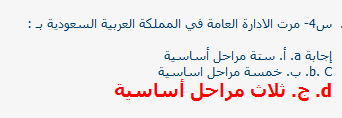 س4- مرت الادارة العامة في المملكة العربية السعودية بـ :
إجابة a. أ. ستة مراحل أساسية
b. C. ب. خمسة مراحل اساسية
d. ج. ثلاث مراحل أساسية